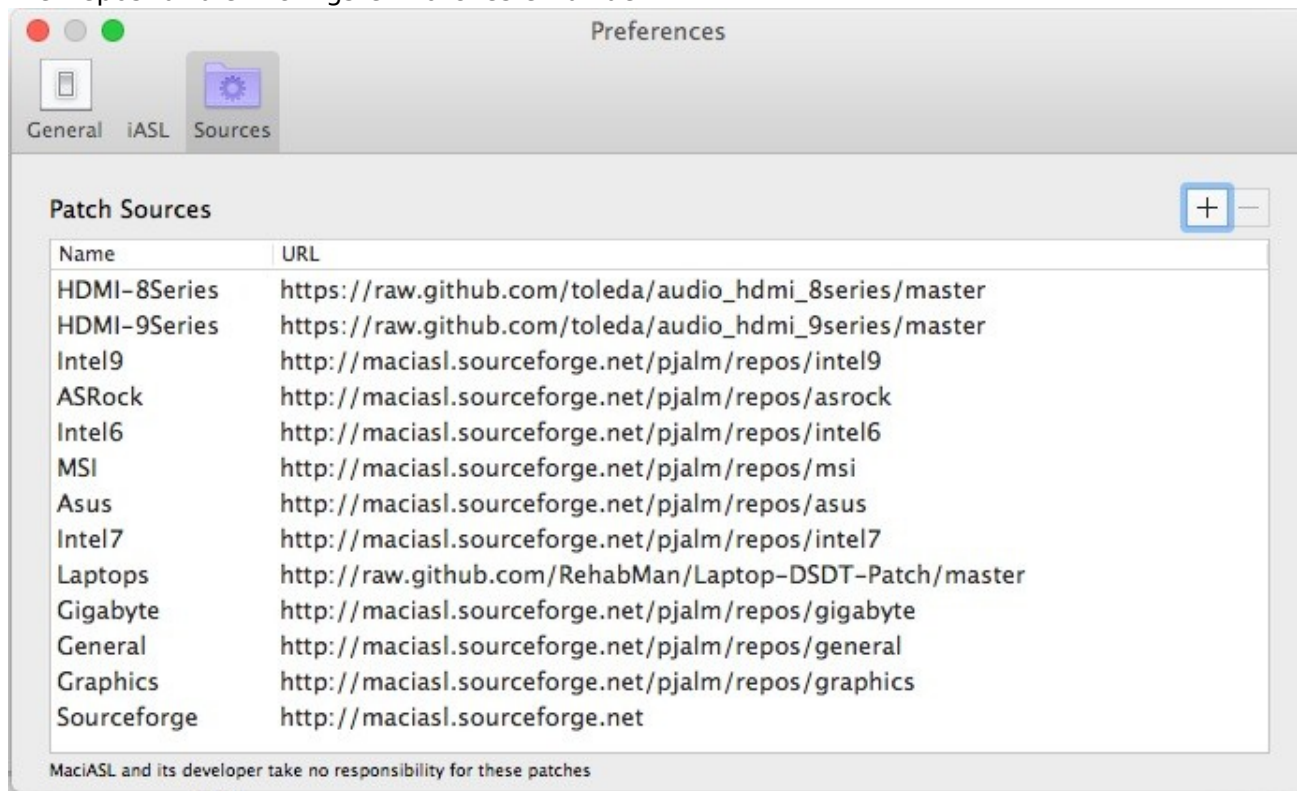 Preferences
General iASL Sources
Patch Sources
+ −
Name URL
HDMI-8Series https://raw.github.com/toleda/audio_hdmi_8series/master
HDMI-9Series https://raw.github.com/toleda/audio_hdmi_9series/master
Intel9 http://maciasl.sourceforge.net/pjalm/repos/intel9
ASRock http://maciasl.sourceforge.net/pjalm/repos/asrock
Intel6 http://maciasl.sourceforge.net/pjalm/repos/intel6
MSI http://maciasl.sourceforge.net/pjalm/repos/msi
Asus http://maciasl.sourceforge.net/pjalm/repos/asus
Intel7 http://maciasl.sourceforge.net/pjalm/repos/intel7
Laptops http://raw.github.com/RehabMan/Laptop-DSDT-Patch/master
Gigabyte http://maciasl.sourceforge.net/pjalm/repos/gigabyte
General http://maciasl.sourceforge.net/pjalm/repos/general
Graphics http://maciasl.sourceforge.net/pjalm/repos/graphics
Sourceforge http://maciasl.sourceforge.net
MaciASL and its developer take no responsibility for these patches